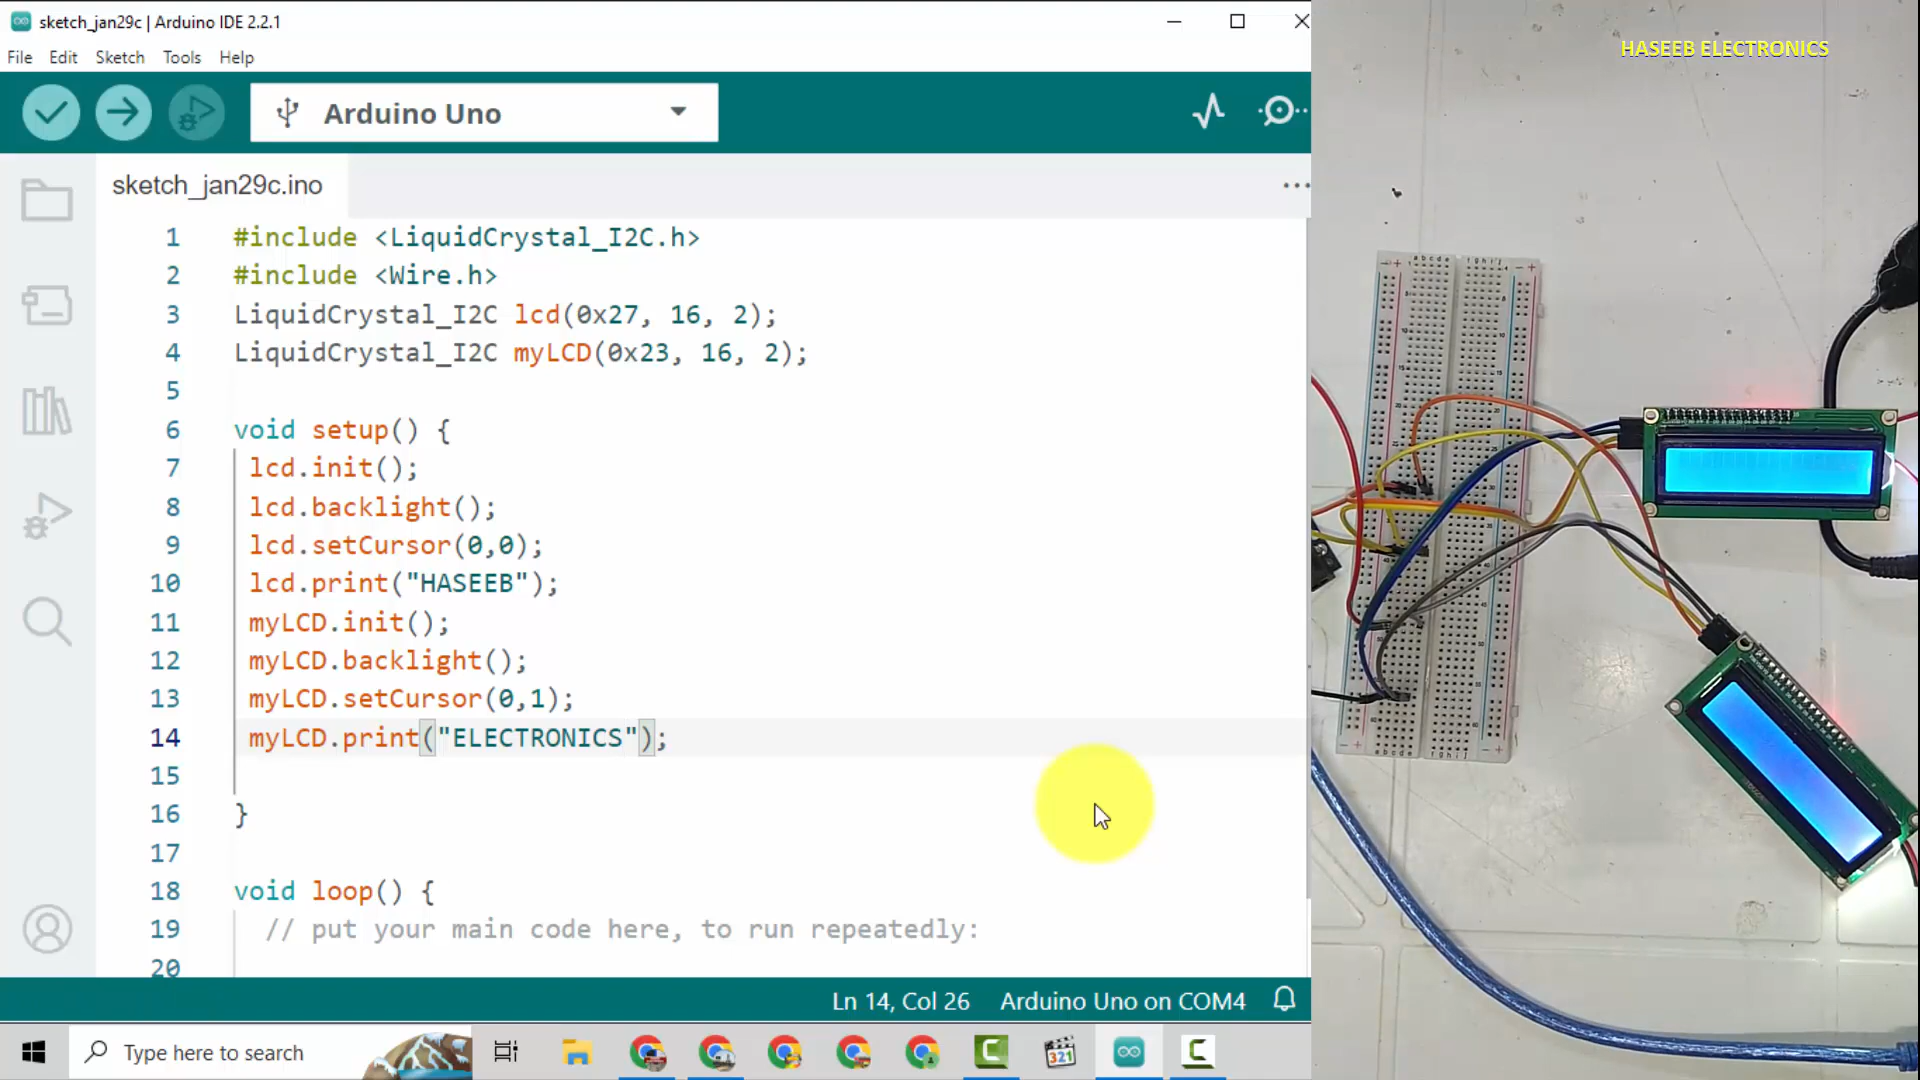 sketch_jan29c | Arduino IDE 2.2.1
File Edit Sketch Tools Help
HASEEB ELECTRONICS
Arduino Uno
sketch_jan29c.ino
1 #include <LiquidCrystal_I2C.h>
2 #include <Wire.h>
3 LiquidCrystal_I2C lcd(0x27, 16, 2);
4 LiquidCrystal_I2C myLCD(0x23, 16, 2);
5
6 void setup() {
7 lcd.init();
8 lcd.backlight();
9 lcd.setCursor(0,0);
10 lcd.print("HASEEB");
11 myLCD.init();
12 myLCD.backlight();
13 myLCD.setCursor(0,1);
14 myLCD.print("ELECTRONICS");
15
16 }
17
18 void loop() {
19 // put your main code here, to run repeatedly:
20
Ln 14, Col 26 Arduino Uno on COM4
Type here to search
321